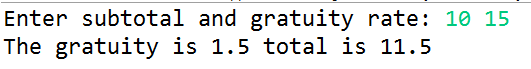 Enter subtotal and gratuity rate: 10 15
The gratuity is 1.5 total is 11.5